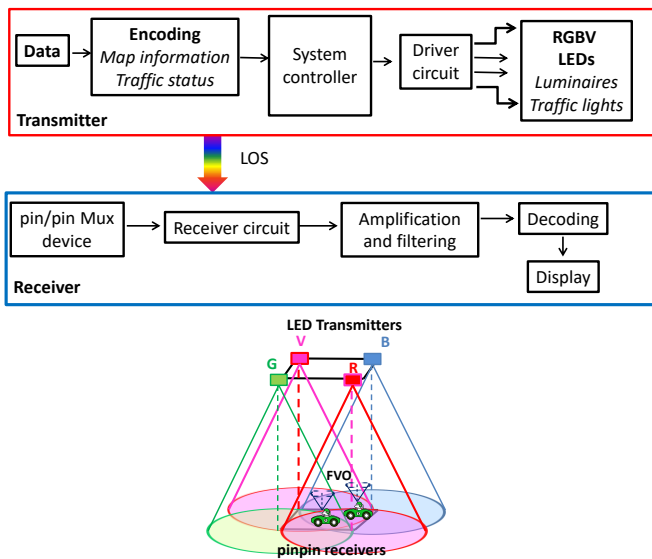 Data
Encoding
Map information
Traffic status
System
controller
Driver
circuit
RGBV
LEDs
Luminaires
Traffic lights
Transmitter
LOS
pin/pin Mux
device
Receiver circuit
Amplification
and filtering
Decoding
Display
Receiver
LED Transmitters
V
B
G
R
FVO
pinpin receivers